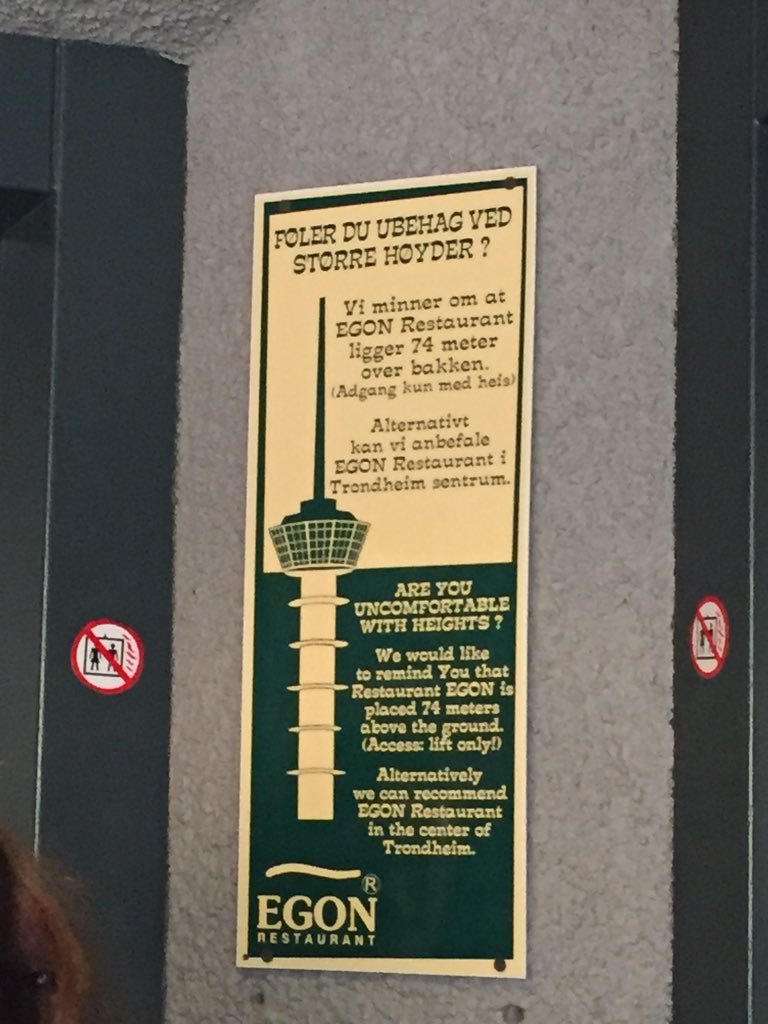 FØLER DU UBEHAG VED
STØRRE HØYDER ?
Vi minner om at
EGON Restaurant
ligger 74 meter
over bakken.
(Adgang kun med heis)
Alternativt
kan vi anbefale
EGON Restaurant i
Trondheim sentrum.
ARE YOU
UNCOMFORTABLE
WITH HEIGHTS ?
We would like
to remind You that
Restaurant EGON is
placed 74 meters
above the ground.
(Access: lift only!)
Alternatively
we can recommend
EGON Restaurant
in the center of
Trondheim.
®
EGON
RESTAURANT